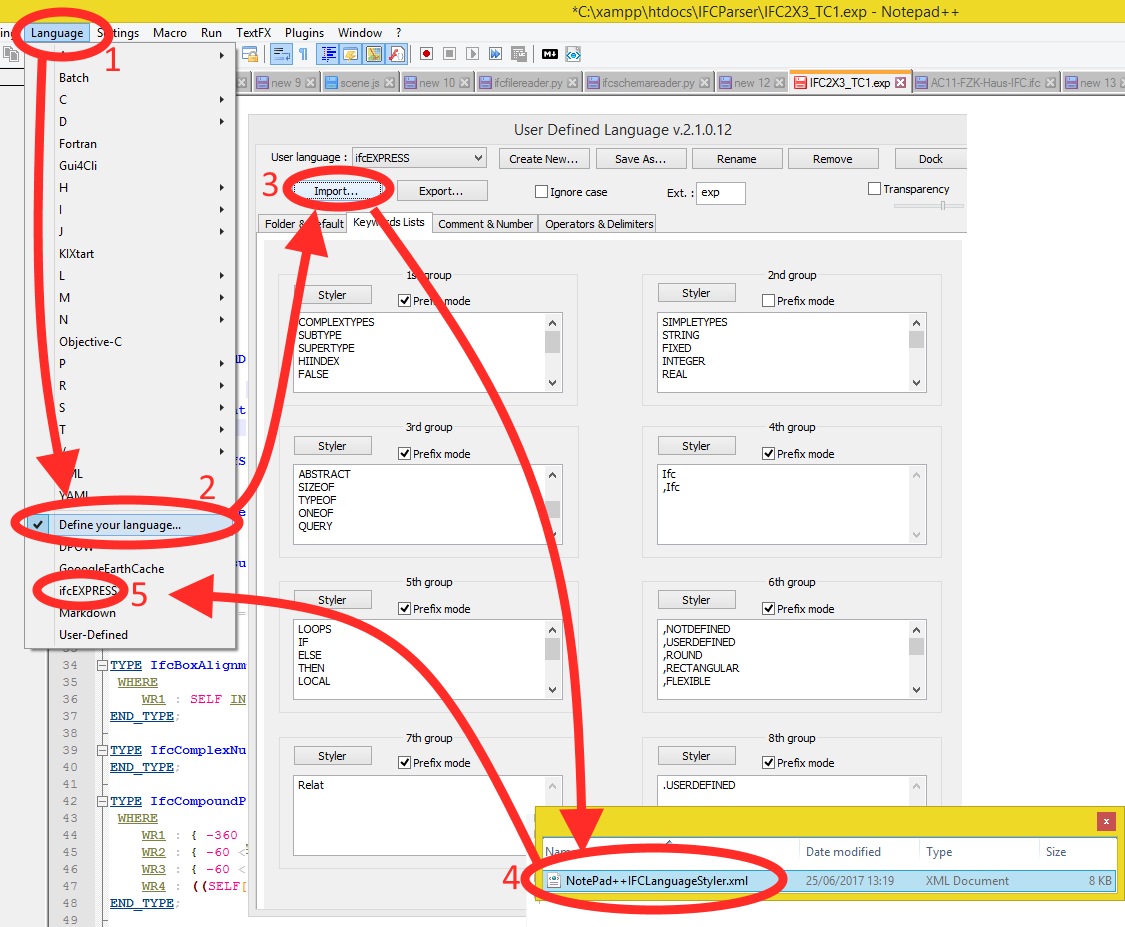 *C:\xampp\htdocs\IFCParser\IFC2X3_TC1.exp - Notepad++
Language Settings Macro Run TextFX Plugins Window ?
1
new 9 scene.js new 10 ifcfilereader.py ifcschemareader.py new 12 IFC2X3_TC1.exp AC11-FZK-Haus-IFC.ifc new 13
Batch
C
D
Fortran
Gui4Cli
H
I
J
KIXtart
L
M
N
Objective-C
P
R
S
T
V
YAML
2
Define your language...
DPOW
GooogleEarthCache
ifcEXPRESS
5
Markdown
User-Defined
User Defined Language v.2.1.0.12
User language : ifcEXPRESS Create New... Save As... Rename Remove Dock
3 Import... Export... Ignore case Ext. : exp Transparency
Folder & Default Keywords Lists Comment & Number Operators & Delimiters
1st group
Styler Prefix mode
COMPLEXTYPES
SUBTYPE
SUPERTYPE
HIINDEX
FALSE
2nd group
Styler Prefix mode
SIMPLETYPES
STRING
FIXED
INTEGER
REAL
3rd group
Styler Prefix mode
ABSTRACT
SIZEOF
TYPEOF
ONEOF
QUERY
4th group
Styler Prefix mode
Ifc
,Ifc
5th group
Styler Prefix mode
LOOPS
IF
ELSE
THEN
LOCAL
6th group
Styler Prefix mode
,NOTDEFINED
,USERDEFINED
,ROUND
,RECTANGULAR
,FLEXIBLE
7th group
Styler Prefix mode
Relat
8th group
Styler Prefix mode
.USERDEFINED
34 TYPE IfcBoxAlignm
35 WHERE
36 WR1 : SELF IN
37 END_TYPE;
38
39 TYPE IfcComplexNu
40 END_TYPE;
41
42 TYPE IfcCompoundP
43 WHERE
44 WR1 : { -360
45 WR2 : { -60 <
46 WR3 : { -60 <
47 WR4 : ((SELF[
48 END_TYPE;
49
x
Name Date modified Type Size
4 NotePad++IFCLanguageStyler.xml 25/06/2017 13:19 XML Document 8 KB